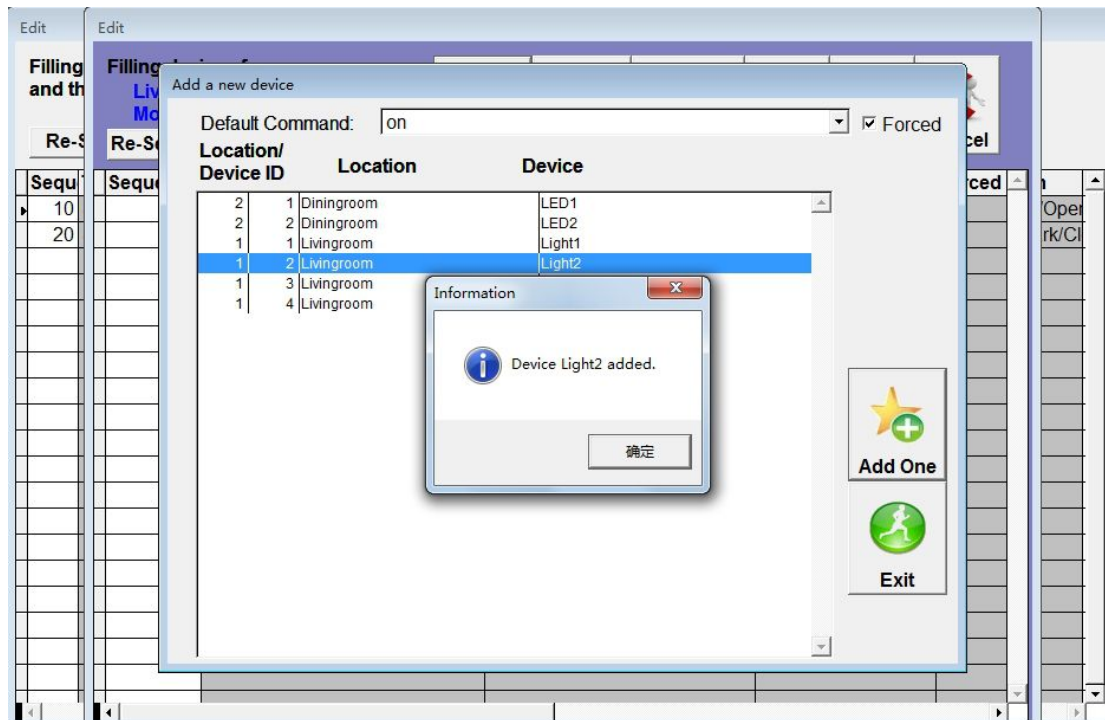 Edit
Edit
Filling
and th
Filling
Liv
Mo
Re-S
Re-Se
cel
Sequ
Sequ
rced
n
10
20
/Oper
rk/Cl
Add a new device
Default Command: on Forced
Location/
Device ID Location Device
2 1 Diningroom LED1
2 2 Diningroom LED2
1 1 Livingroom Light1
1 2 Livingroom Light2
1 3 Livingroom
1 4 Livingroom
Information
Device Light2 added.
确定
Add One
Exit